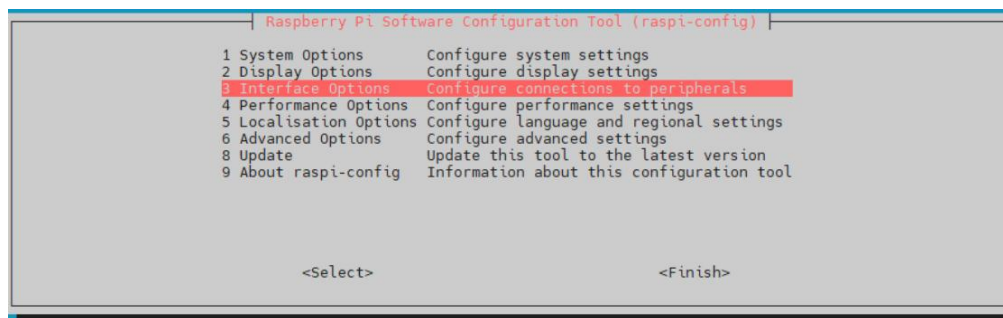 Raspberry Pi Software Configuration Tool (raspi-config)
1 System Options Configure system settings
2 Display Options Configure display settings
3 Interface Options Configure connections to peripherals
4 Performance Options Configure performance settings
5 Localisation Options Configure language and regional settings
6 Advanced Options Configure advanced settings
8 Update Update this tool to the latest version
9 About raspi-config Information about this configuration tool
<Select> <Finish>